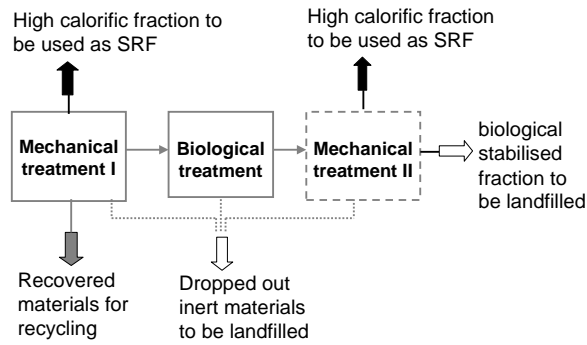 High calorific fraction to
be used as SRF
High calorific fraction
to be used as SRF
Mechanical
treatment I
Biological
treatment
Mechanical
treatment II
biological
stabilised
fraction to
be landfilled
Recovered
materials for
recycling
Dropped out
inert materials
to be landfilled